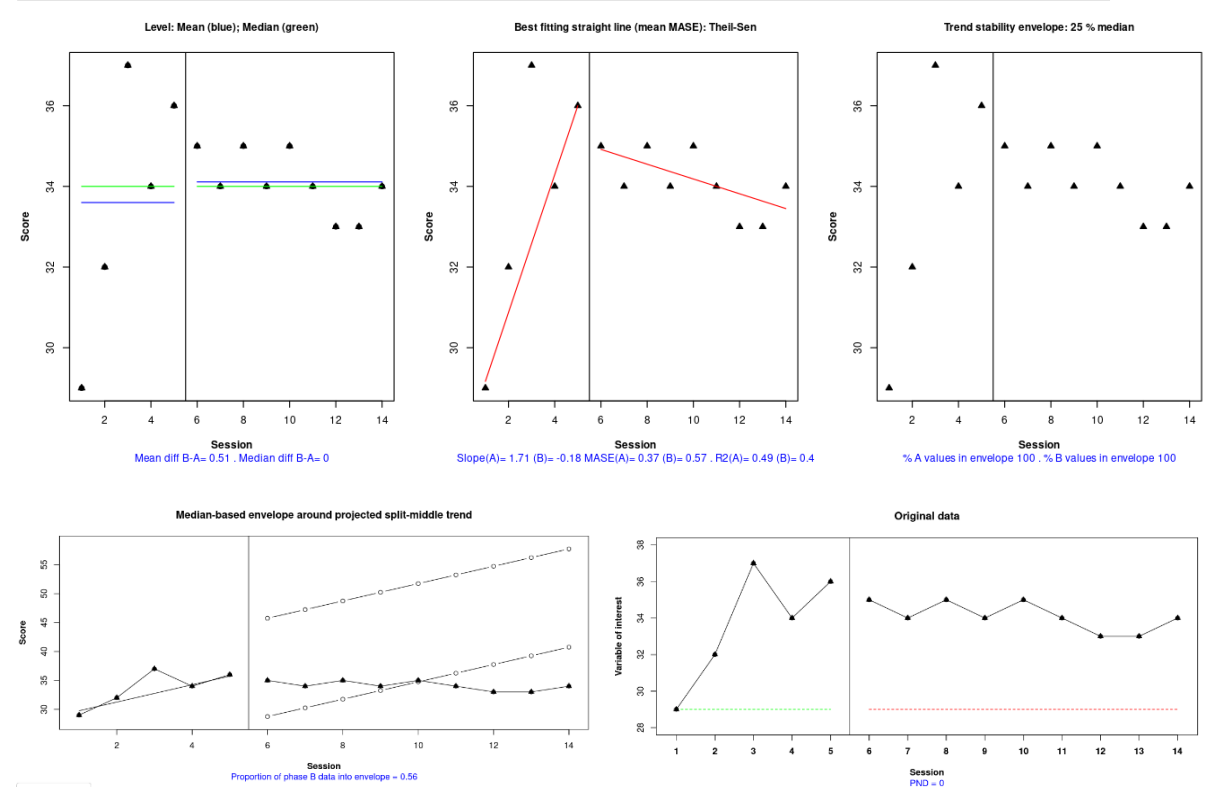 Level: Mean (blue); Median (green)
Score
36
34
32
30
2 4 6 8 10 12 14
Session
Mean diff B-A= 0.51 . Median diff B-A= 0
Best fitting straight line (mean MASE): Theil-Sen
Score
36
34
32
30
2 4 6 8 10 12 14
Session
Slope(A)= 1.71 (B)= -0.18 MASE(A)= 0.37 (B)= 0.57 . R2(A)= 0.49 (B)= 0.4
Trend stability envelope: 25 % median
Score
36
34
32
30
2 4 6 8 10 12 14
Session
% A values in envelope 100 . % B values in envelope 100
Median-based envelope around projected split-middle trend
Score
55
50
45
40
35
30
2 4 6 8 10 12 14
Session
Proportion of phase B data into envelope = 0.56
Original data
Variable of interest
38
36
34
32
30
28
1 2 3 4 5 6 7 8 9 10 11 12 13 14
Session
PND = 0